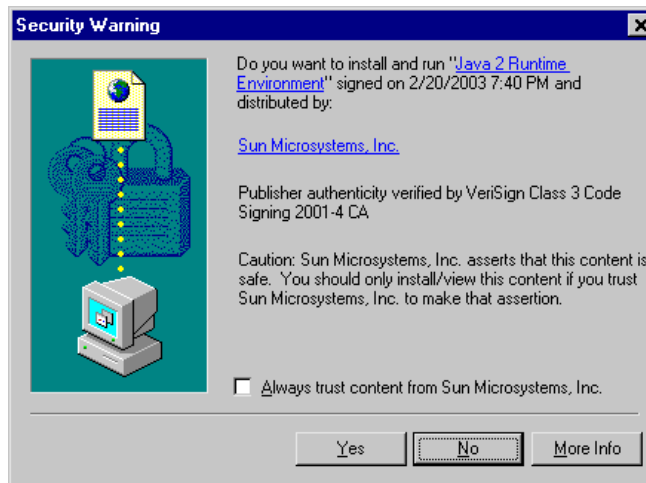 Security Warning
Do you want to install and run "Java 2 Runtime
Environment" signed on 2/20/2003 7:40 PM and
distributed by:
Sun Microsystems, Inc.
Publisher authenticity verified by VeriSign Class 3 Code
Signing 2001-4 CA
Caution: Sun Microsystems, Inc. asserts that this content is
safe. You should only install/view this content if you trust
Sun Microsystems, Inc. to make that assertion.
Always trust content from Sun Microsystems, Inc.
Yes No More Info